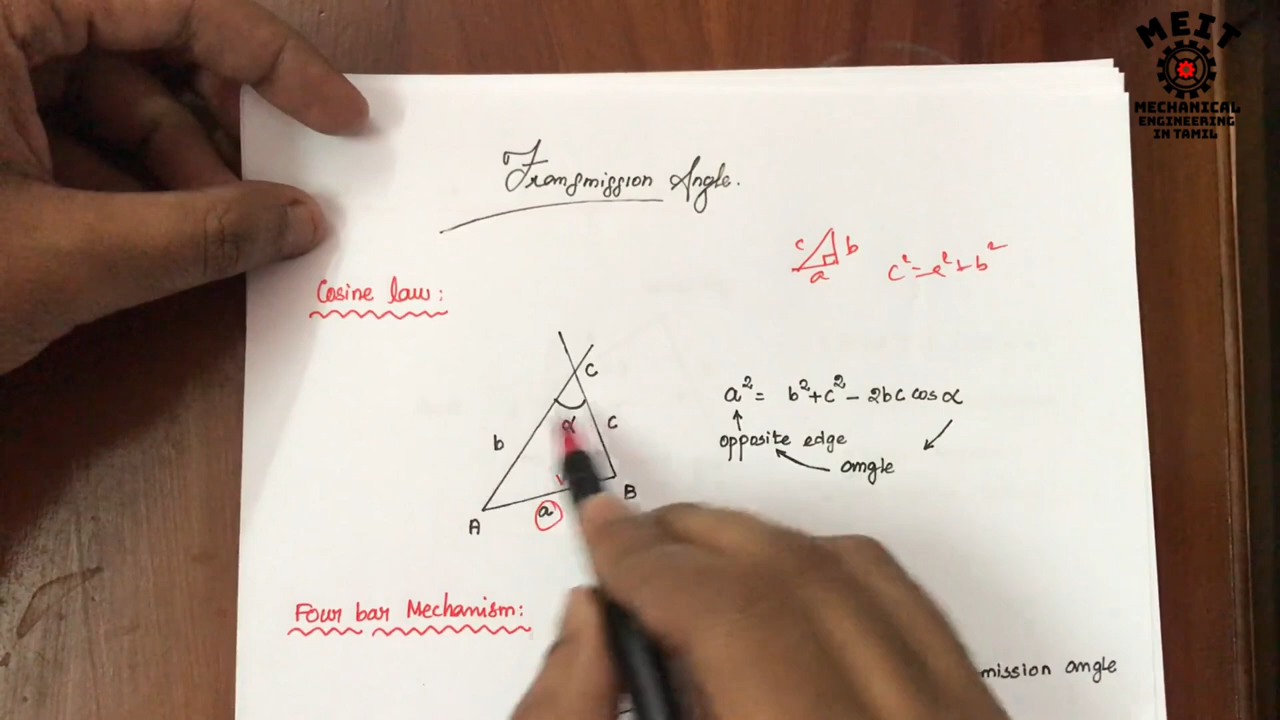 MEIT
MECHANICAL
ENGINEERING
IN TAMIL
Transmission Angle.
c b
a
c²=a²+b²
Cosine law:
C
a²= b²+c²- 2bc cos α
α
c
b
opposite edge
angle
B
a
A
Four bar Mechanism:
mission angle